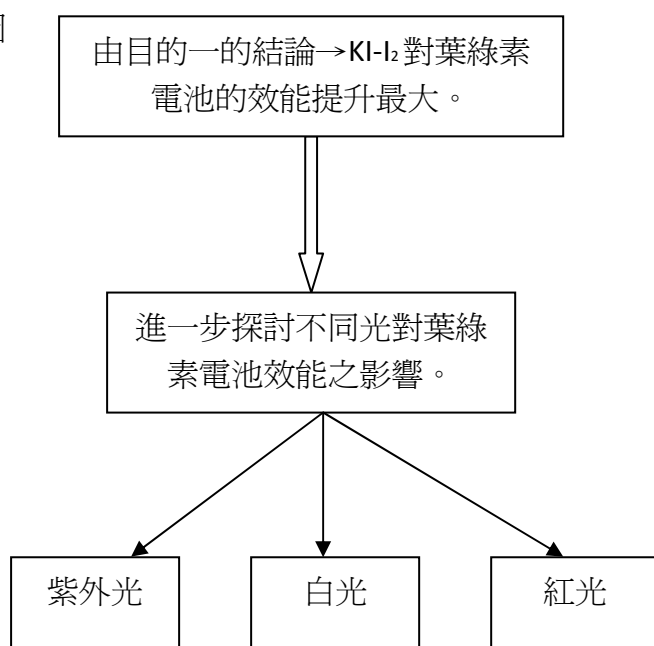 由目的一的結論→KI-I₂對葉綠素
電池的效能提升最大。
進一步探討不同光對葉綠
素電池效能之影響。
紫外光
白光
紅光